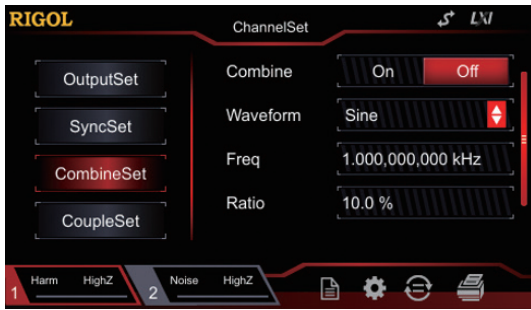 RIGOL
ChannelSet
LXI
OutputSet
SyncSet
CombineSet
CoupleSet
Combine On Off
Waveform Sine
Freq 1.000,000,000 kHz
Ratio 10.0 %
1 Harm HighZ
2 Noise HighZ